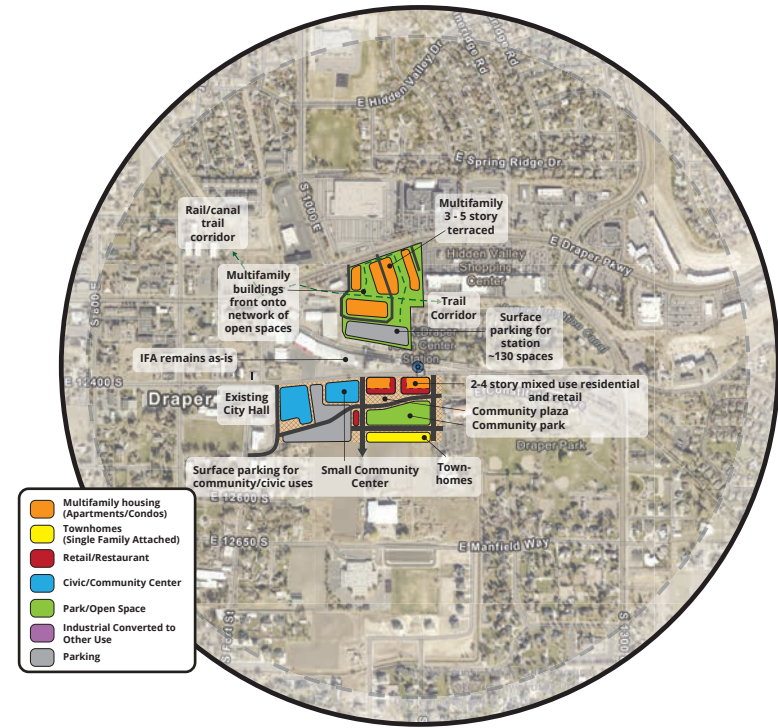 E Hidden Valley Dr
E Spring Ridge Dr
S 1000 E
Rail/canal
trail
corridor
Multifamily
3 - 5 story
terraced
E Draper Pkwy
Hidden Valley
Shopping
Center
Multifamily
buildings
front onto
network of
open spaces
Trail
Corridor
Surface
parking for
station
~130 spaces
Center
Station
IFA remains as-is
E 12400 S
Draper
Existing
City Hall
2-4 story mixed use residential
and retail
Community plaza
Community park
Draper Park
Surface parking for
community/civic uses
Small Community
Center
Town-
homes
E 12600 S
E 12650 S
E Manfield Way
S 1300 E
S Fort St
Multifamily housing
(Apartments/Condos)
Townhomes
(Single Family Attached)
Retail/Restaurant
Civic/Community Center
Park/Open Space
Industrial Converted to
Other Use
Parking